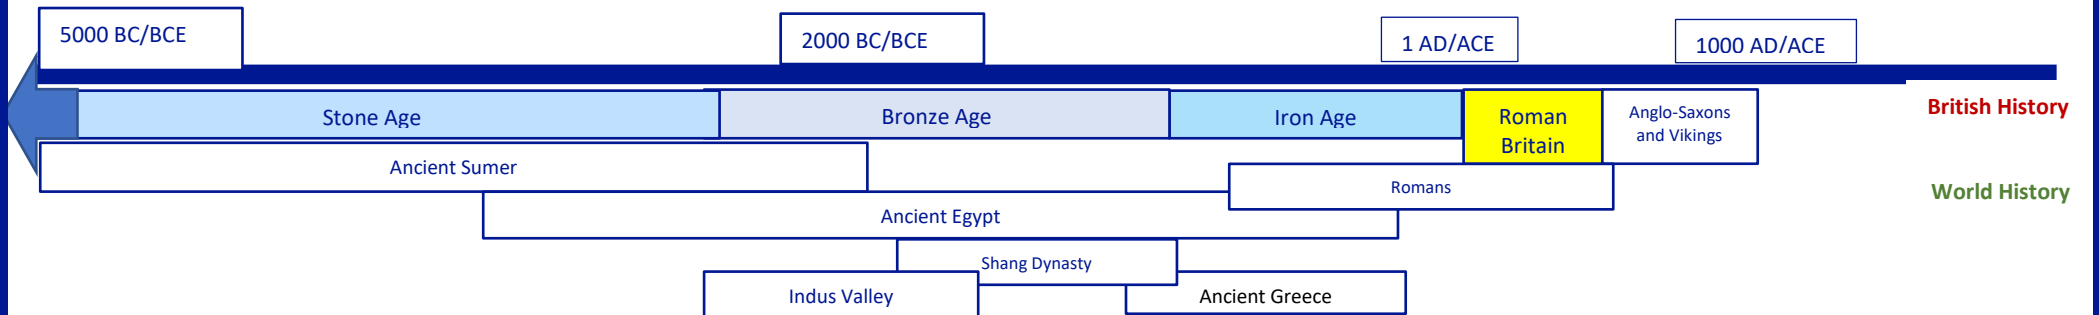 5000 BC/BCE
2000 BC/BCE
1 AD/ACE
1000 AD/ACE
Stone Age
Bronze Age
Iron Age
Roman
Britain
Anglo-Saxons
and Vikings
British History
Ancient Sumer
Romans
World History
Ancient Egypt
Shang Dynasty
Indus Valley
Ancient Greece